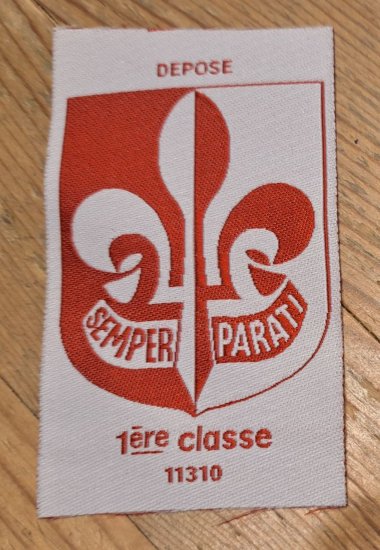 DEPOSE
SEMPER PARATI
1ère classe
11310